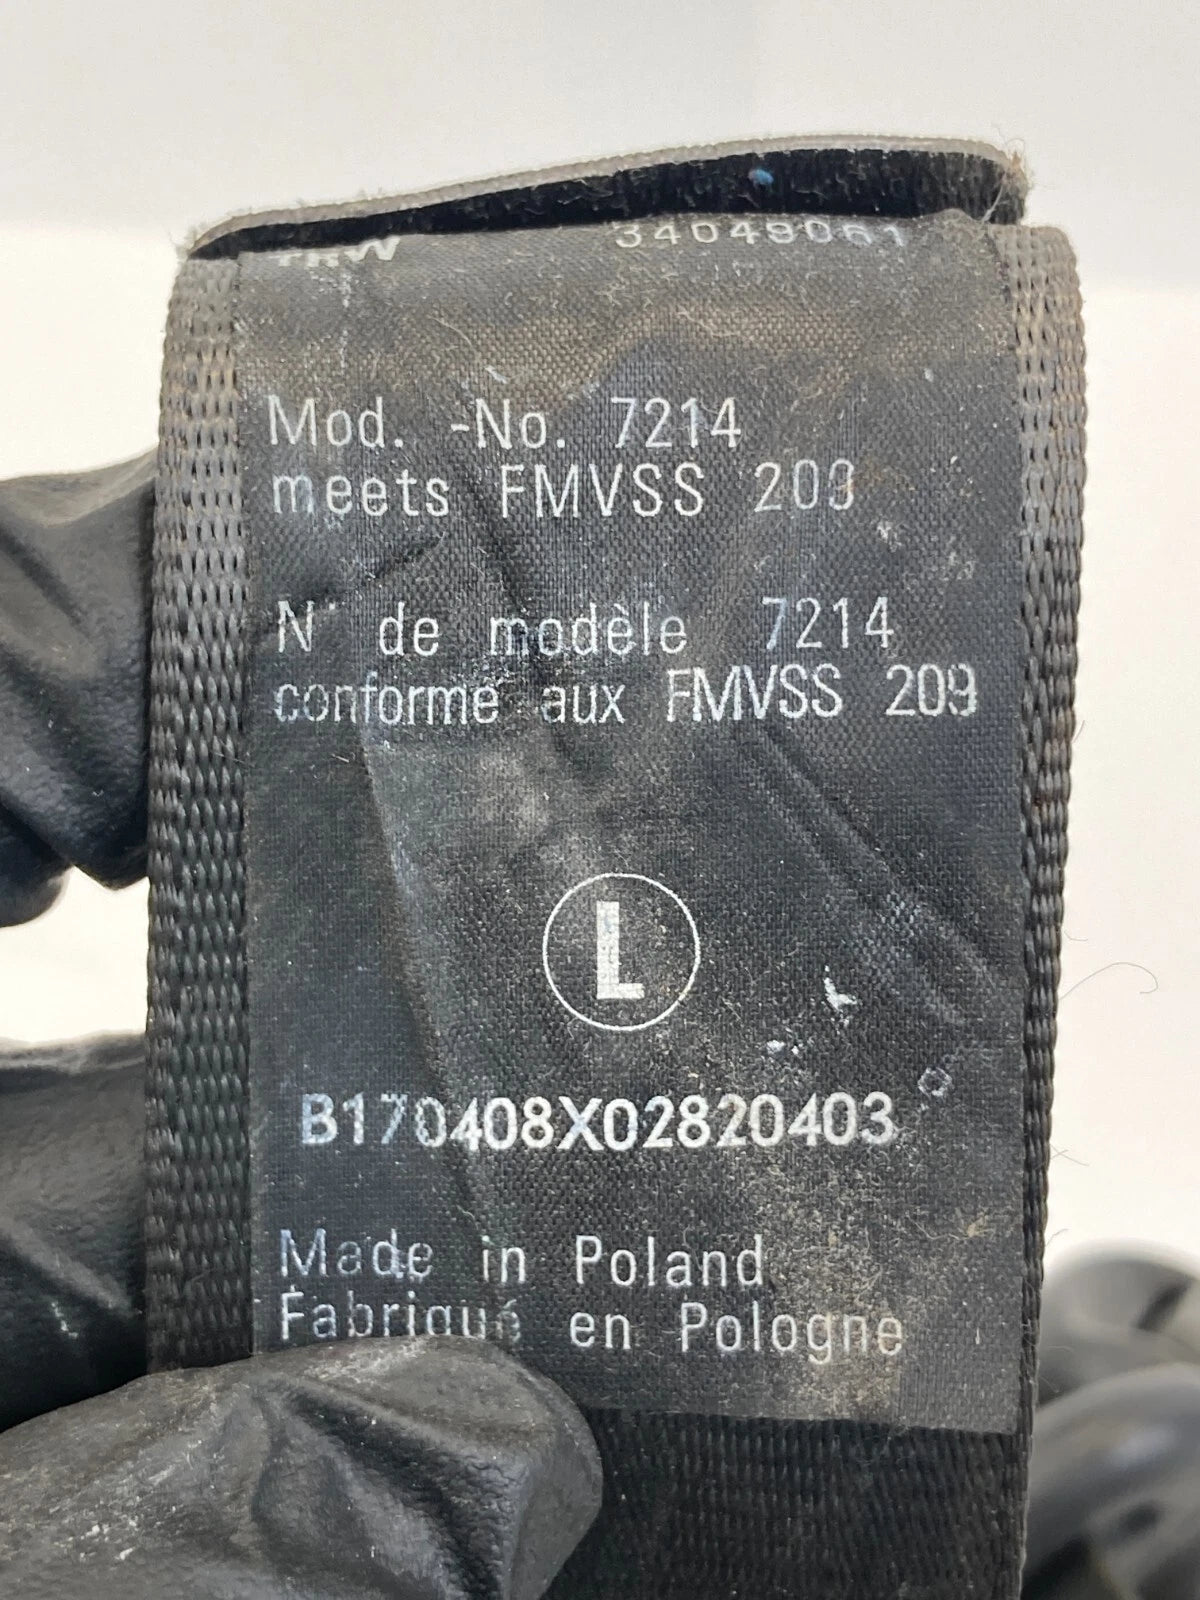 TRW 34049061
Mod. -No. 7214
meets FMVSS 209
N° de modèle 7214
conforme aux FMVSS 209
L
B170408X02820403
Made in Poland
Fabriqué en Pologne